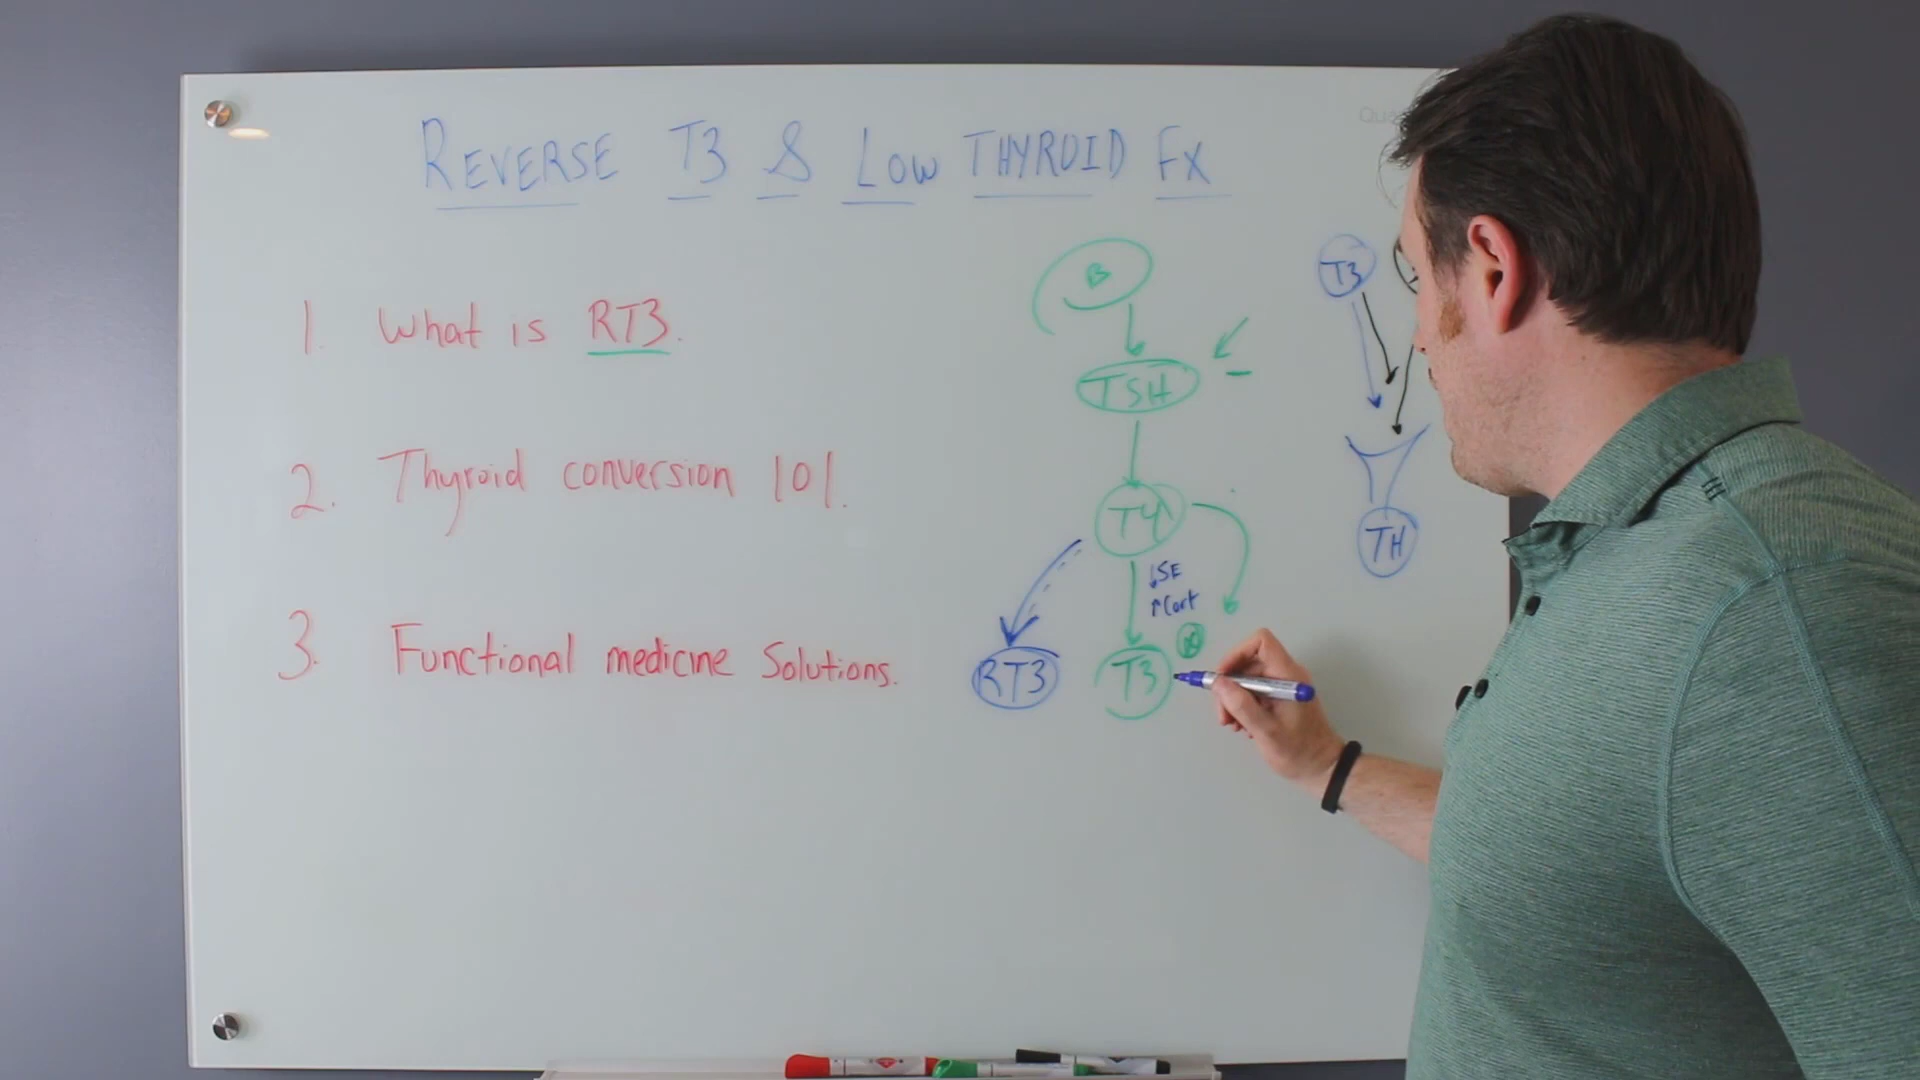 REVERSE T3 & LOW THYROID FX
1. What is RT3.
2. Thyroid conversion 101.
3. Functional medicine Solutions.
B
TSH
T4
↓SE
↑Cort
RT3
T3
T3
TH